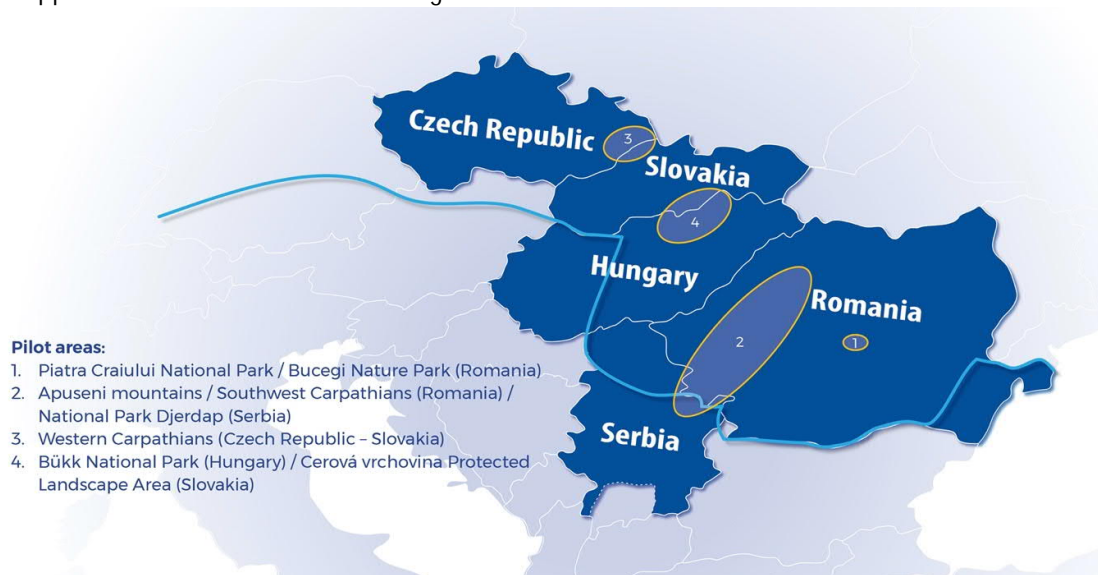 Czech Republic
3
Slovakia
4
Hungary
Romania
2
1
Serbia
Pilot areas:
1. Piatra Craiului National Park / Bucegi Nature Park (Romania)
2. Apuseni mountains / Southwest Carpathians (Romania) /
National Park Djerdap (Serbia)
3. Western Carpathians (Czech Republic – Slovakia)
4. Bükk National Park (Hungary) / Cerová vrchovina Protected
Landscape Area (Slovakia)